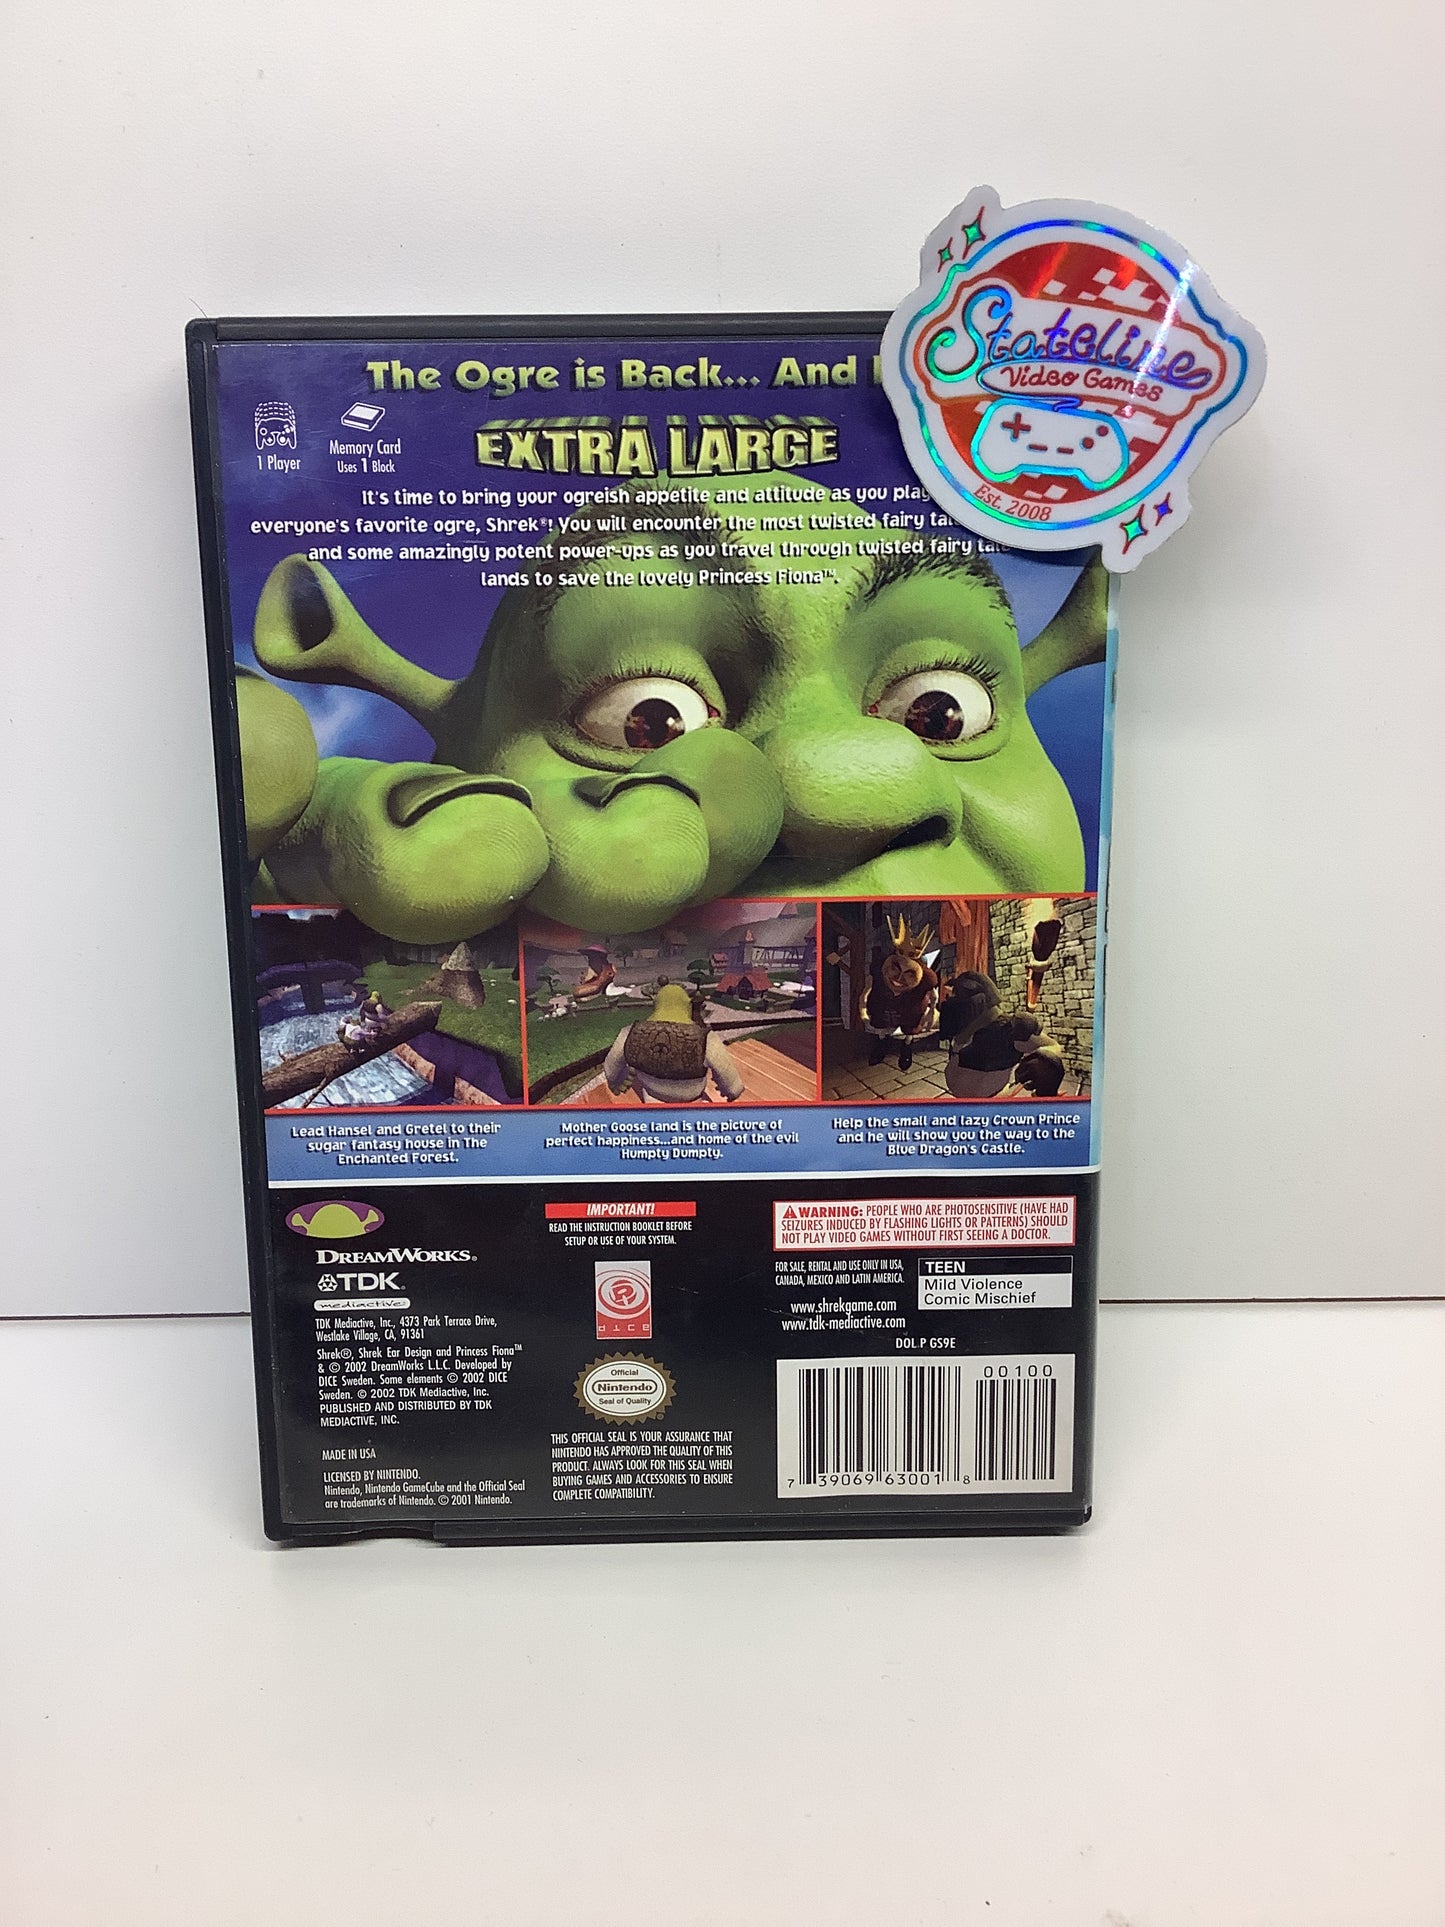 The Ogre is Back... And
EXTRA LARGE
1 Player
Memory Card
Uses 1 Block
It's time to bring your ogreish appetite and attitude as you play
everyone's favorite ogre, Shrek®! You will encounter the most twisted fairy
and some amazingly potent power-ups as you travel through twisted fairy tale
lands to save the lovely Princess Fiona™.
Stateline
Video Games
Est. 2008
Lead Hansel and Gretel to their
sugar fantasy house in The
Enchanted Forest.
Mother Goose land is the picture of
perfect happiness...and home of the evil
Humpty Dumpty.
Help the small and lazy Crown Prince
and he will show you the way to the
Blue Dragon's Castle.
DREAMWORKS®
TDK®
mediactive
TDK Mediactive, Inc., 4373 Park Terrace Drive,
Westlake Village, CA, 91361
Shrek®, Shrek Ear Design and Princess Fiona™
& © 2002 DreamWorks L.L.C. Developed by
DICE Sweden. Some elements © 2002 DICE
Sweden. © 2002 TDK Mediactive, Inc.
PUBLISHED AND DISTRIBUTED BY TDK
MEDIACTIVE, INC.
MADE IN USA
LICENSED BY NINTENDO.
Nintendo, Nintendo GameCube and the Official Seal
are trademarks of Nintendo. © 2001 Nintendo.
IMPORTANT!
READ THE INSTRUCTION BOOKLET BEFORE
SETUP OR USE OF YOUR SYSTEM.
DICE
Official
Nintendo
Seal of Quality
THIS OFFICIAL SEAL IS YOUR ASSURANCE THAT
NINTENDO HAS APPROVED THE QUALITY OF THIS
PRODUCT. ALWAYS LOOK FOR THIS SEAL WHEN
BUYING GAMES AND ACCESSORIES TO ENSURE
COMPLETE COMPATIBILITY.
WARNING: PEOPLE WHO ARE PHOTOSENSITIVE (HAVE HAD
SEIZURES INDUCED BY FLASHING LIGHTS OR PATTERNS) SHOULD
NOT PLAY VIDEO GAMES WITHOUT FIRST SEEING A DOCTOR.
FOR SALE, RENTAL AND USE ONLY IN USA,
CANADA, MEXICO AND LATIN AMERICA.
www.shrekgame.com
www.tdk-mediactive.com
TEEN
Mild Violence
Comic Mischief
DOL P GS9E
00100
7 39069 63001 8